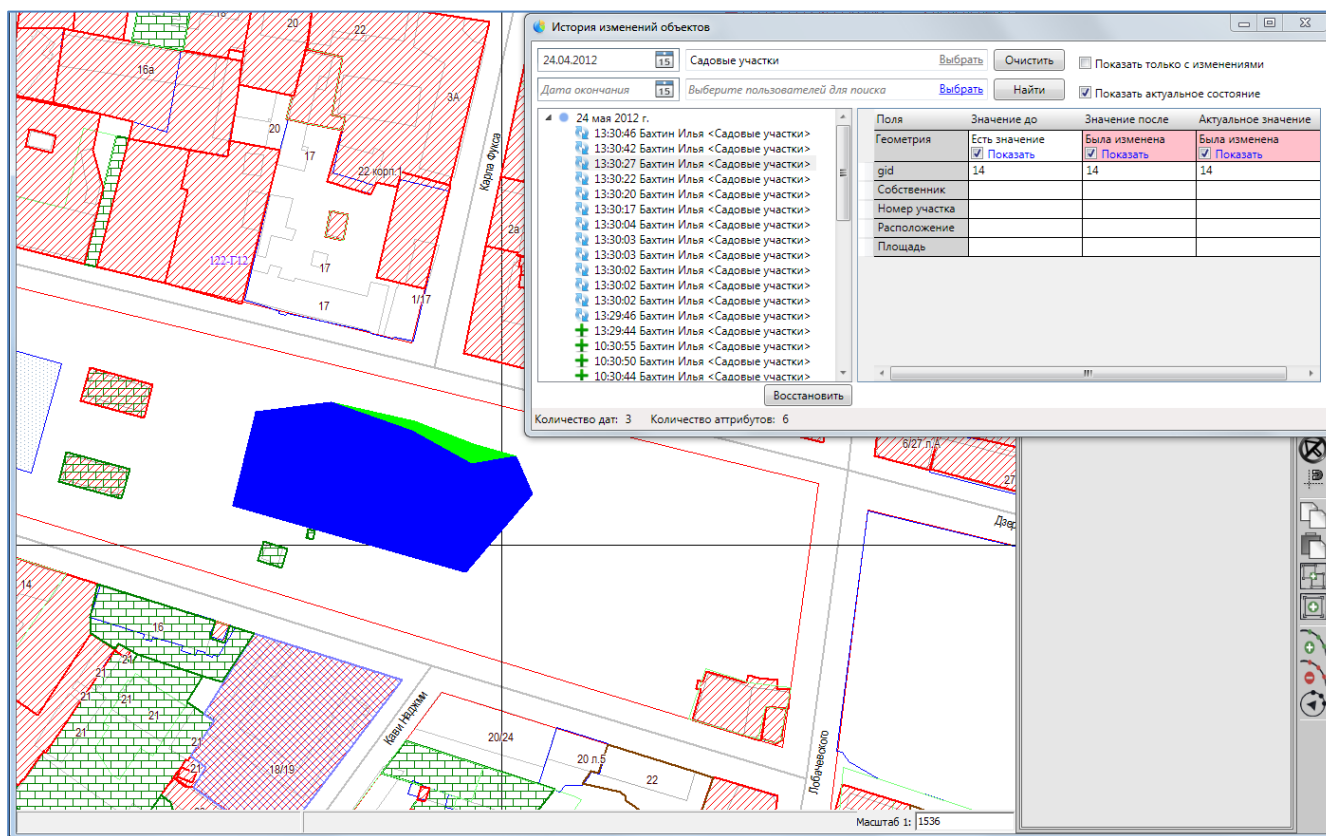 История изменений объектов
24.04.2012 15 Садовые участки Выбрать Очистить Показать только с изменениями
Дата окончания 15 Выберите пользователей для поиска Выбрать Найти Показать актуальное состояние
24 мая 2012 г.
13:30:46 Бахтин Илья <Садовые участки>
13:30:42 Бахтин Илья <Садовые участки>
13:30:27 Бахтин Илья <Садовые участки>
13:30:22 Бахтин Илья <Садовые участки>
13:30:20 Бахтин Илья <Садовые участки>
13:30:17 Бахтин Илья <Садовые участки>
13:30:04 Бахтин Илья <Садовые участки>
13:30:03 Бахтин Илья <Садовые участки>
13:30:03 Бахтин Илья <Садовые участки>
13:30:02 Бахтин Илья <Садовые участки>
13:30:02 Бахтин Илья <Садовые участки>
13:30:02 Бахтин Илья <Садовые участки>
13:29:46 Бахтин Илья <Садовые участки>
13:29:44 Бахтин Илья <Садовые участки>
10:30:55 Бахтин Илья <Садовые участки>
10:30:50 Бахтин Илья <Садовые участки>
10:30:44 Бахтин Илья <Садовые участки>
Поля Значение до Значение после Актуальное значение
Геометрия Есть значение Была изменена Была изменена
Показать Показать Показать
gid 14 14 14
Собственник
Номер участка
Расположение
Площадь
Восстановить
Количество дат: 3 Количество аттрибутов: 6
20
22
16а
3А
20
17
22 корп.1
Карла Фукса
2а
122-Г12
17
17
1/17
6/27 л.А
27
Дзер
14
16
21
21
21
21
21
21
21
21
18/19
Кави Наджми
20/24
20 л.5
22
Лобачевского
Масштаб 1: 1536